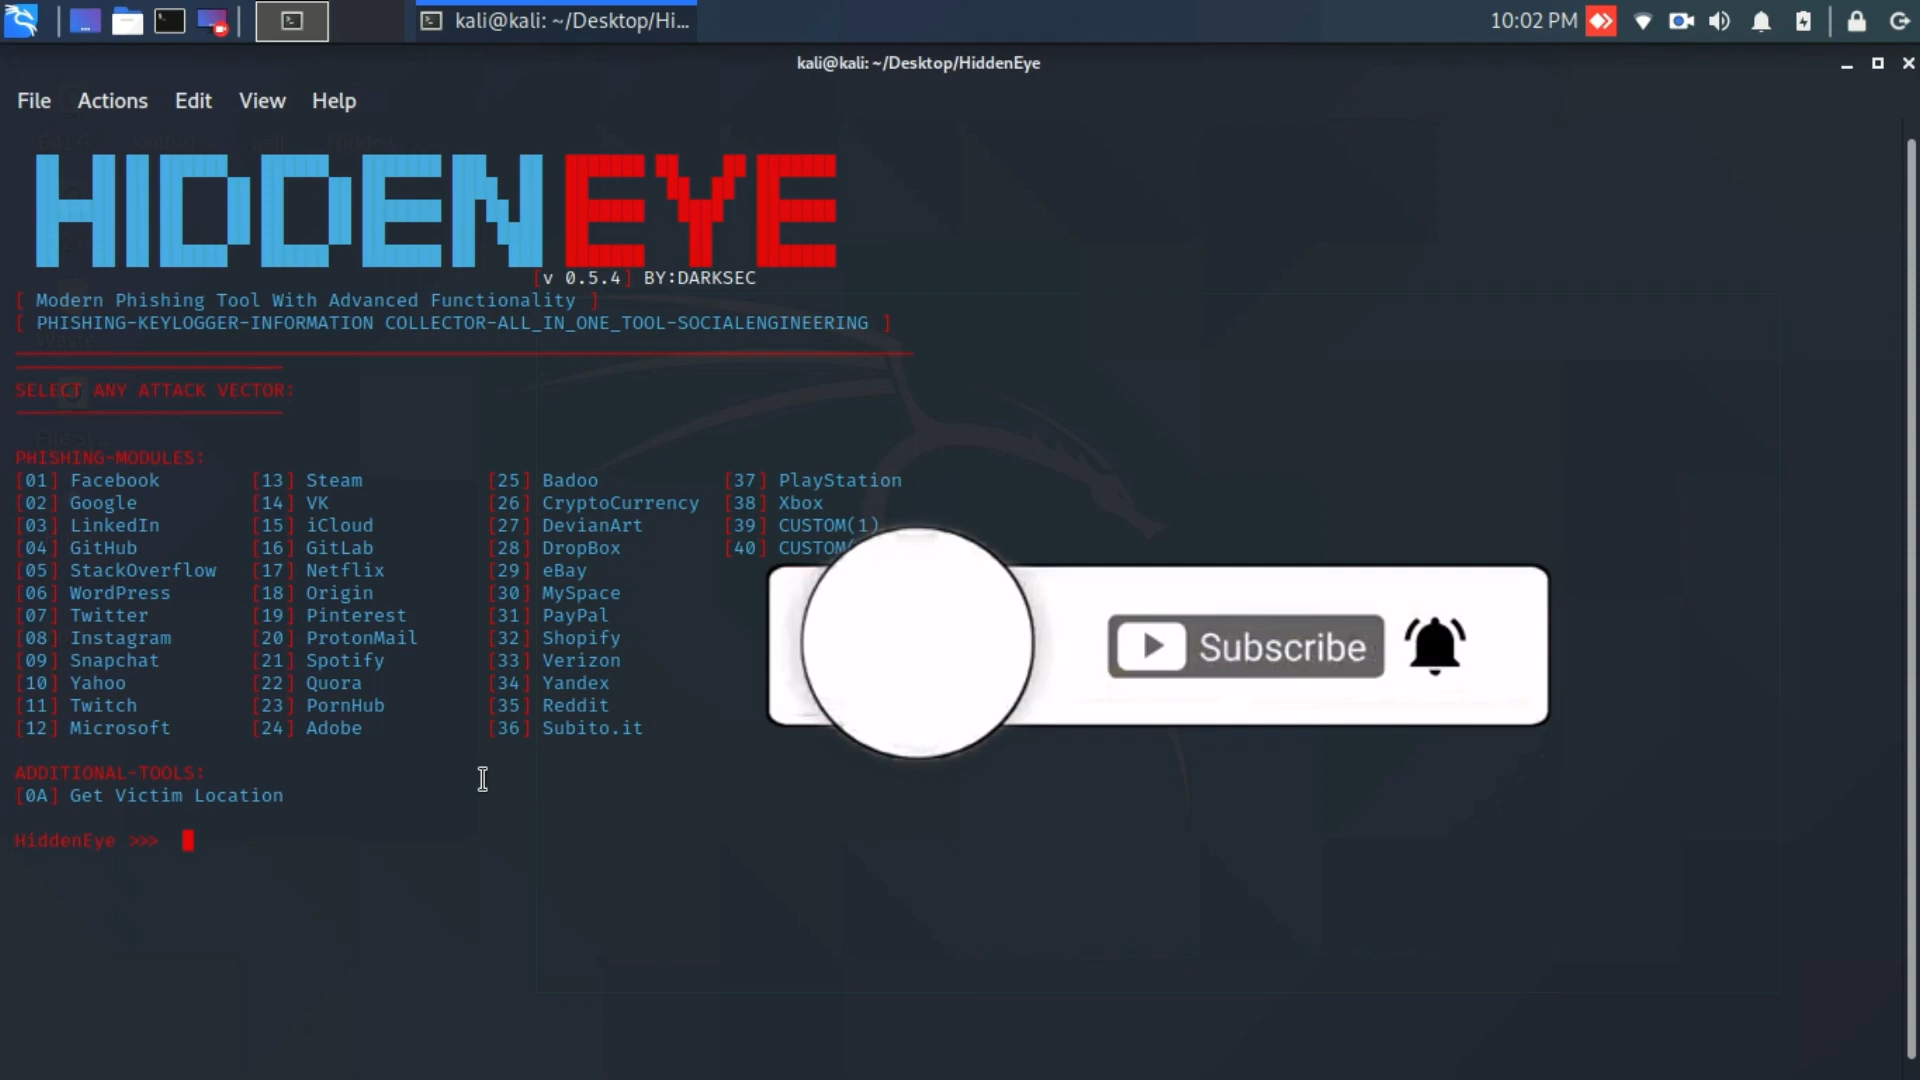 kali@kali: ~/Desktop/Hi...
10:02 PM
kali@kali: ~/Desktop/HiddenEye
File Actions Edit View Help
HIDDEN EYE
[v 0.5.4] BY:DARKSEC
[ Modern Phishing Tool With Advanced Functionality ]
[ PHISHING-KEYLOGGER-INFORMATION COLLECTOR-ALL_IN_ONE_TOOL-SOCIALENGINEERING ]
SELECT ANY ATTACK VECTOR:
PHISHING-MODULES:
[01] Facebook [13] Steam [25] Badoo [37] PlayStation
[02] Google [14] VK [26] CryptoCurrency [38] Xbox
[03] LinkedIn [15] iCloud [27] DevianArt [39] CUSTOM(1)
[04] GitHub [16] GitLab [28] DropBox [40] CUSTOM(
[05] StackOverflow [17] Netflix [29] eBay
[06] WordPress [18] Origin [30] MySpace
[07] Twitter [19] Pinterest [31] PayPal
[08] Instagram [20] ProtonMail [32] Shopify
[09] Snapchat [21] Spotify [33] Verizon
[10] Yahoo [22] Quora [34] Yandex
[11] Twitch [23] PornHub [35] Reddit
[12] Microsoft [24] Adobe [36] Subito.it
Subscribe
ADDITIONAL-TOOLS:
[0A] Get Victim Location
HiddenEye >>>